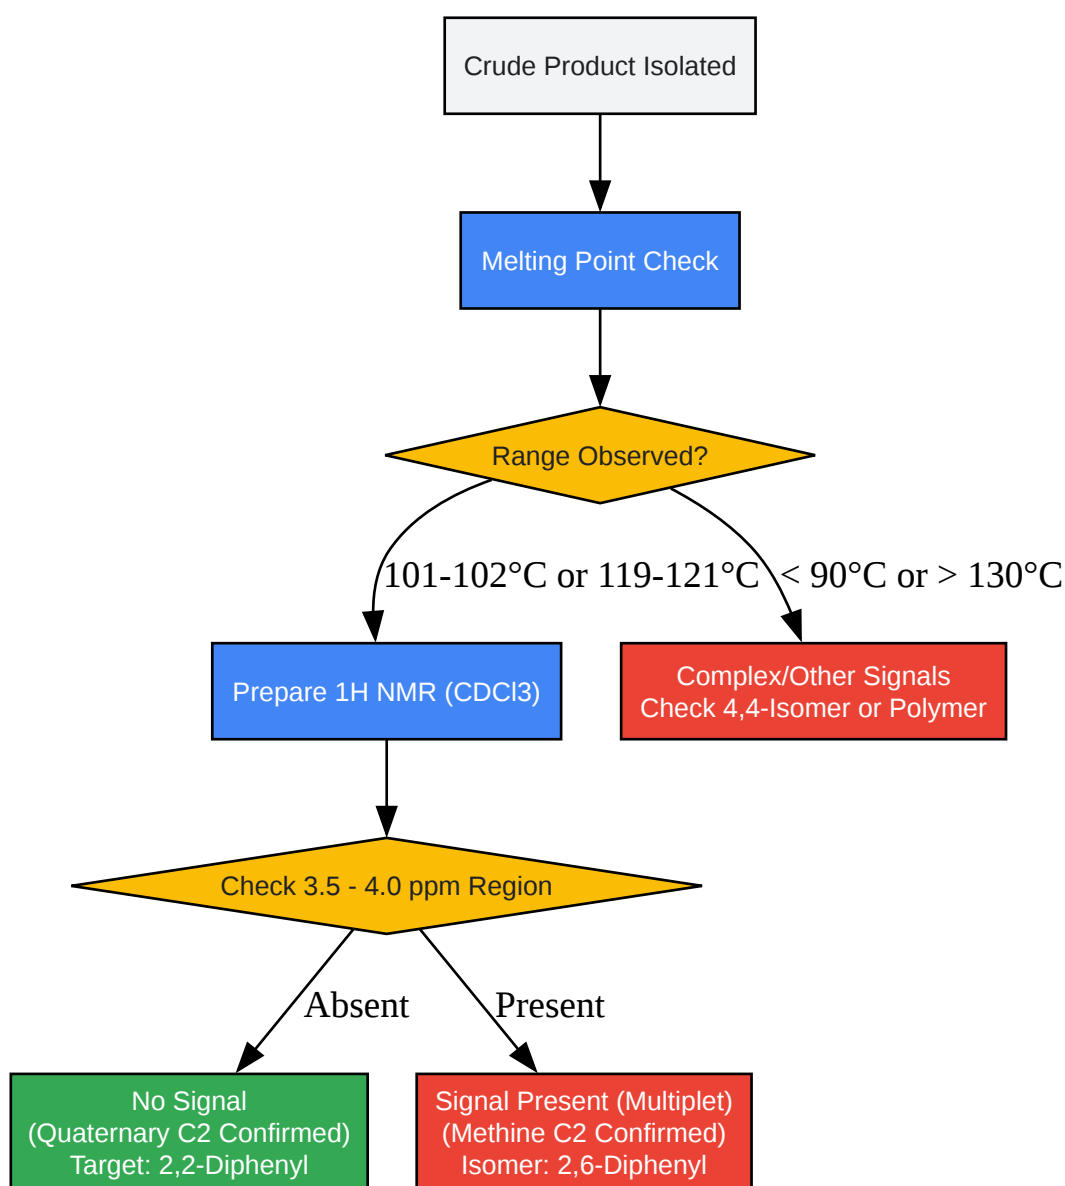 Crude Product Isolated
Melting Point Check
Range Observed?
101-102°C or 119-121°C
< 90°C or > 130°C
Prepare 1H NMR (CDCl3)
Complex/Other Signals
Check 4,4-Isomer or Polymer
Check 3.5 - 4.0 ppm Region
Absent
Present
No Signal
(Quaternary C2 Confirmed)
Target: 2,2-Diphenyl
Signal Present (Multiplet)
(Methine C2 Confirmed)
Isomer: 2,6-Diphenyl